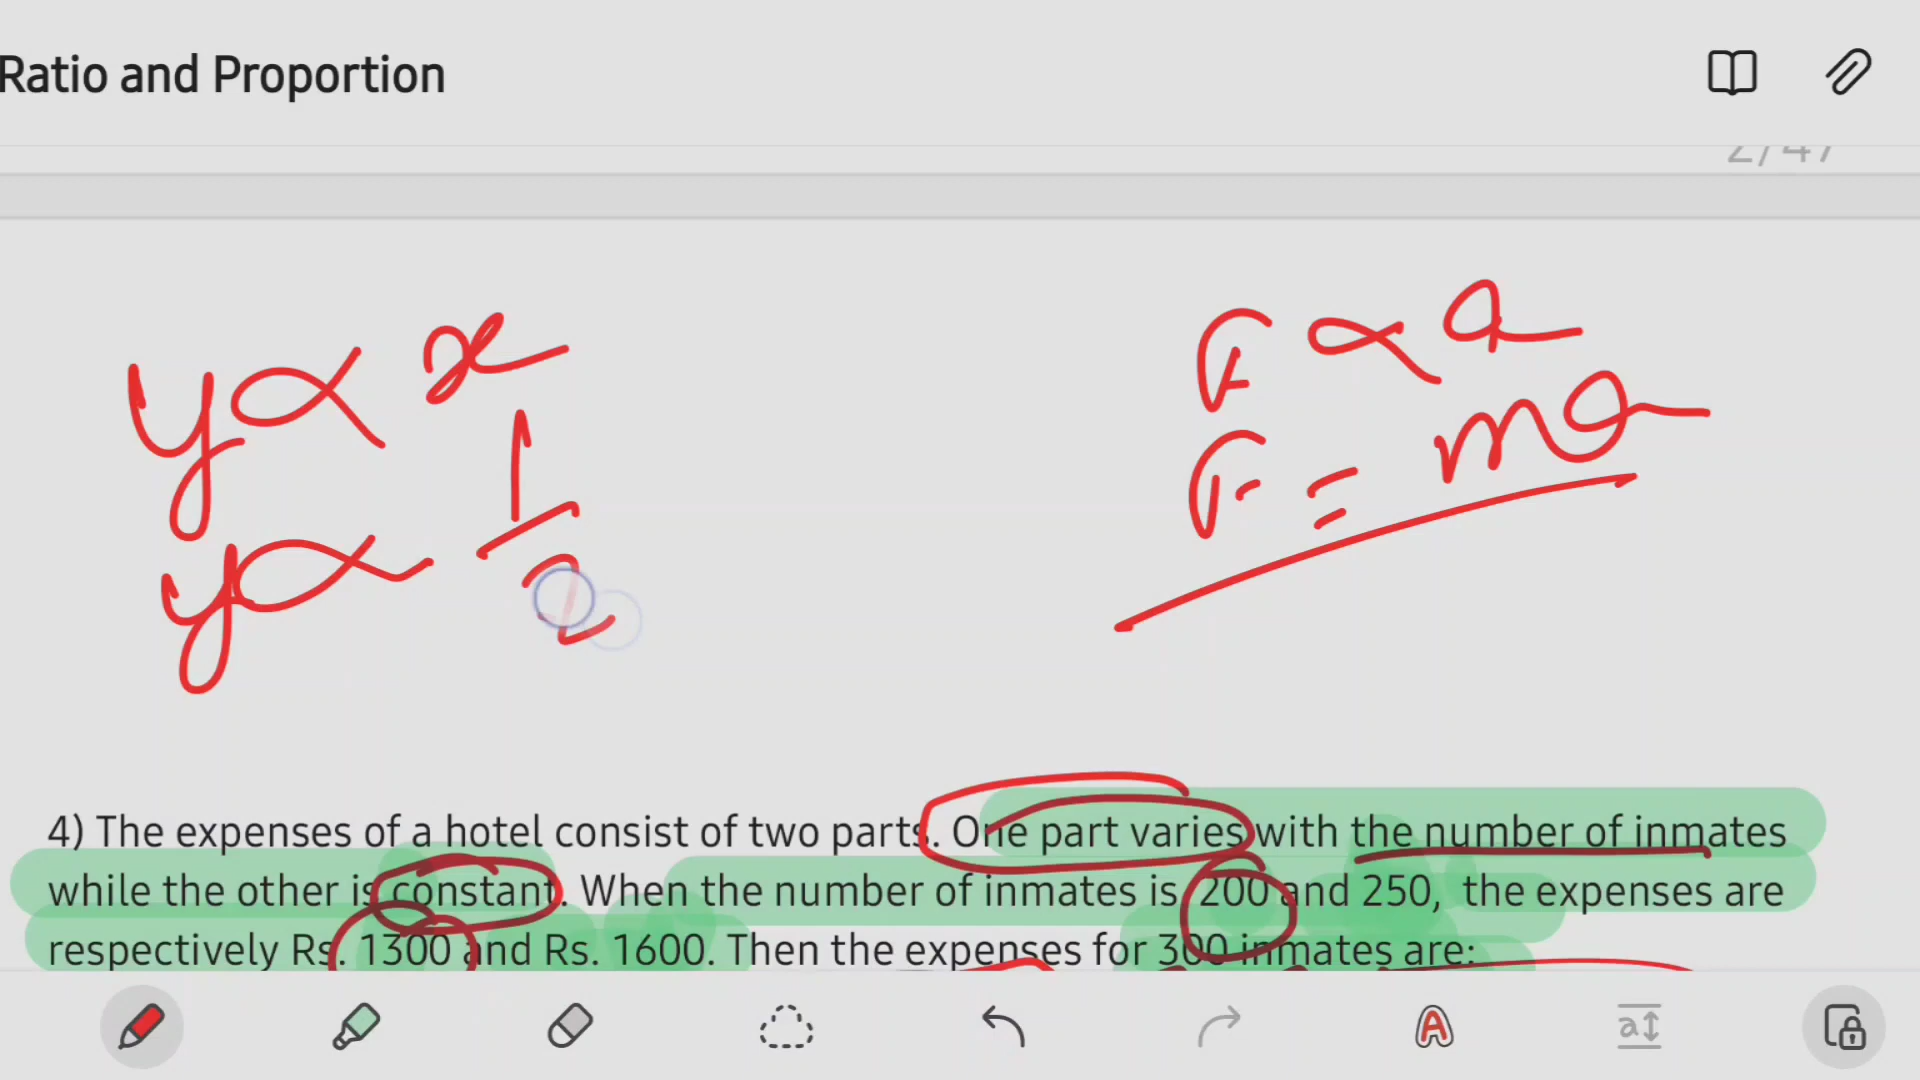 Ratio and Proportion
2/47
y ∝ x
y ∝ 1/
F ∝ a
F = ma
4) The expenses of a hotel consist of two parts. One part varies with the number of inmates
while the other is constant. When the number of inmates is 200 and 250, the expenses are
respectively Rs. 1300 and Rs. 1600. Then the expenses for 300 inmates are:
A
a